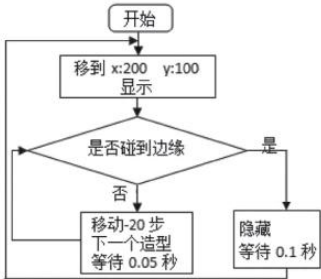 开始
移到 x:200 y:100
显示
是否碰到边缘
是
否
移动-20 步
下一个造型
等待 0.05 秒
隐藏
等待 0.1 秒